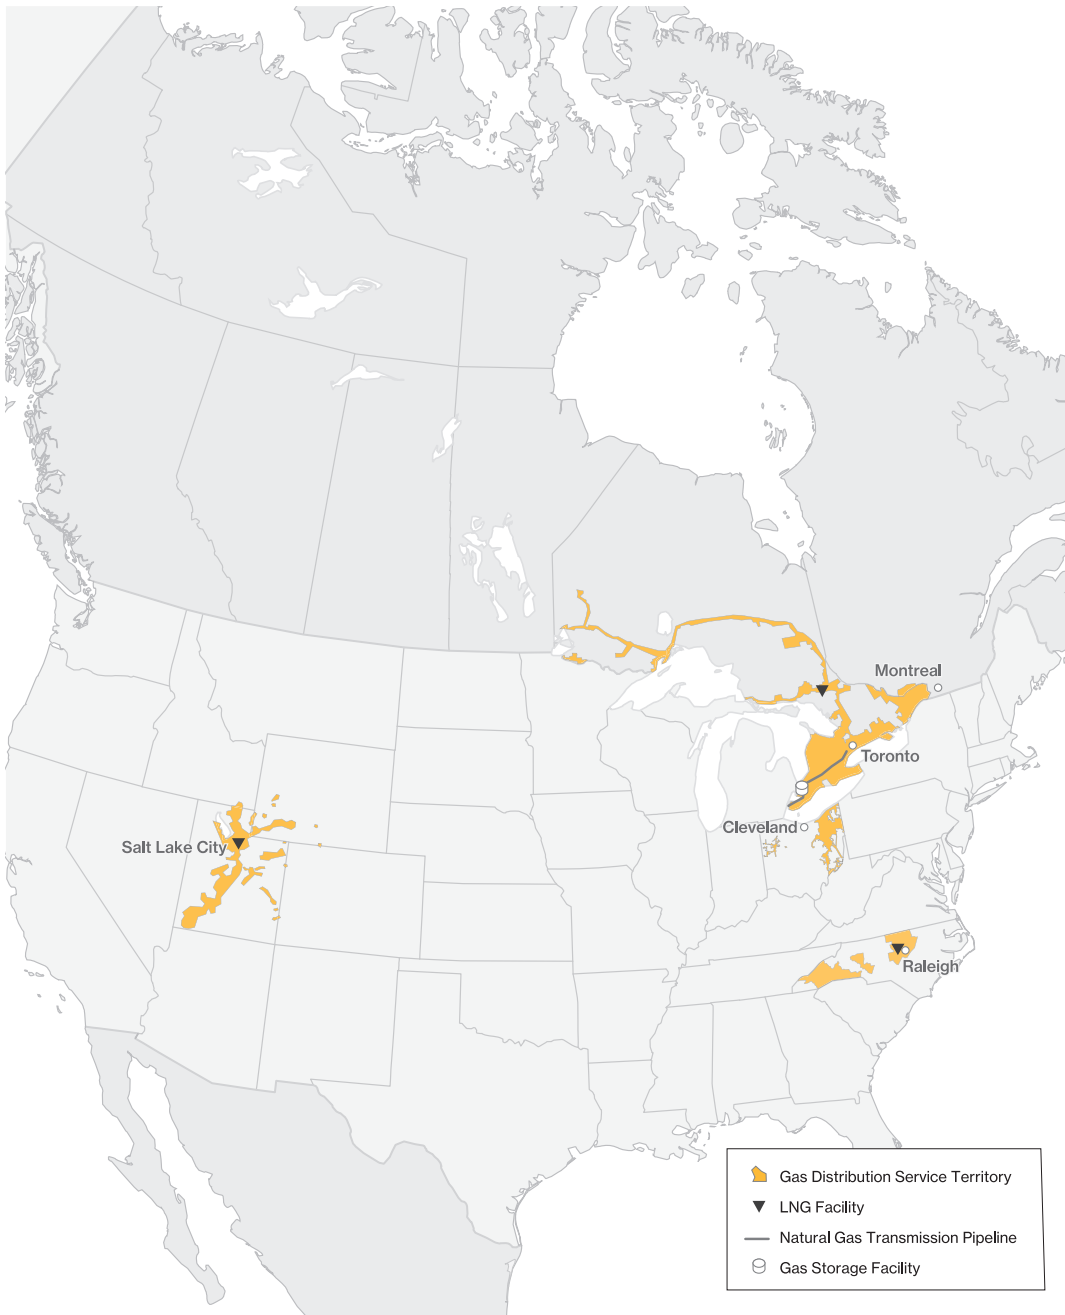 Montreal
Toronto
Cleveland
Salt Lake City
Raleigh
Gas Distribution Service Territory
LNG Facility
Natural Gas Transmission Pipeline
Gas Storage Facility